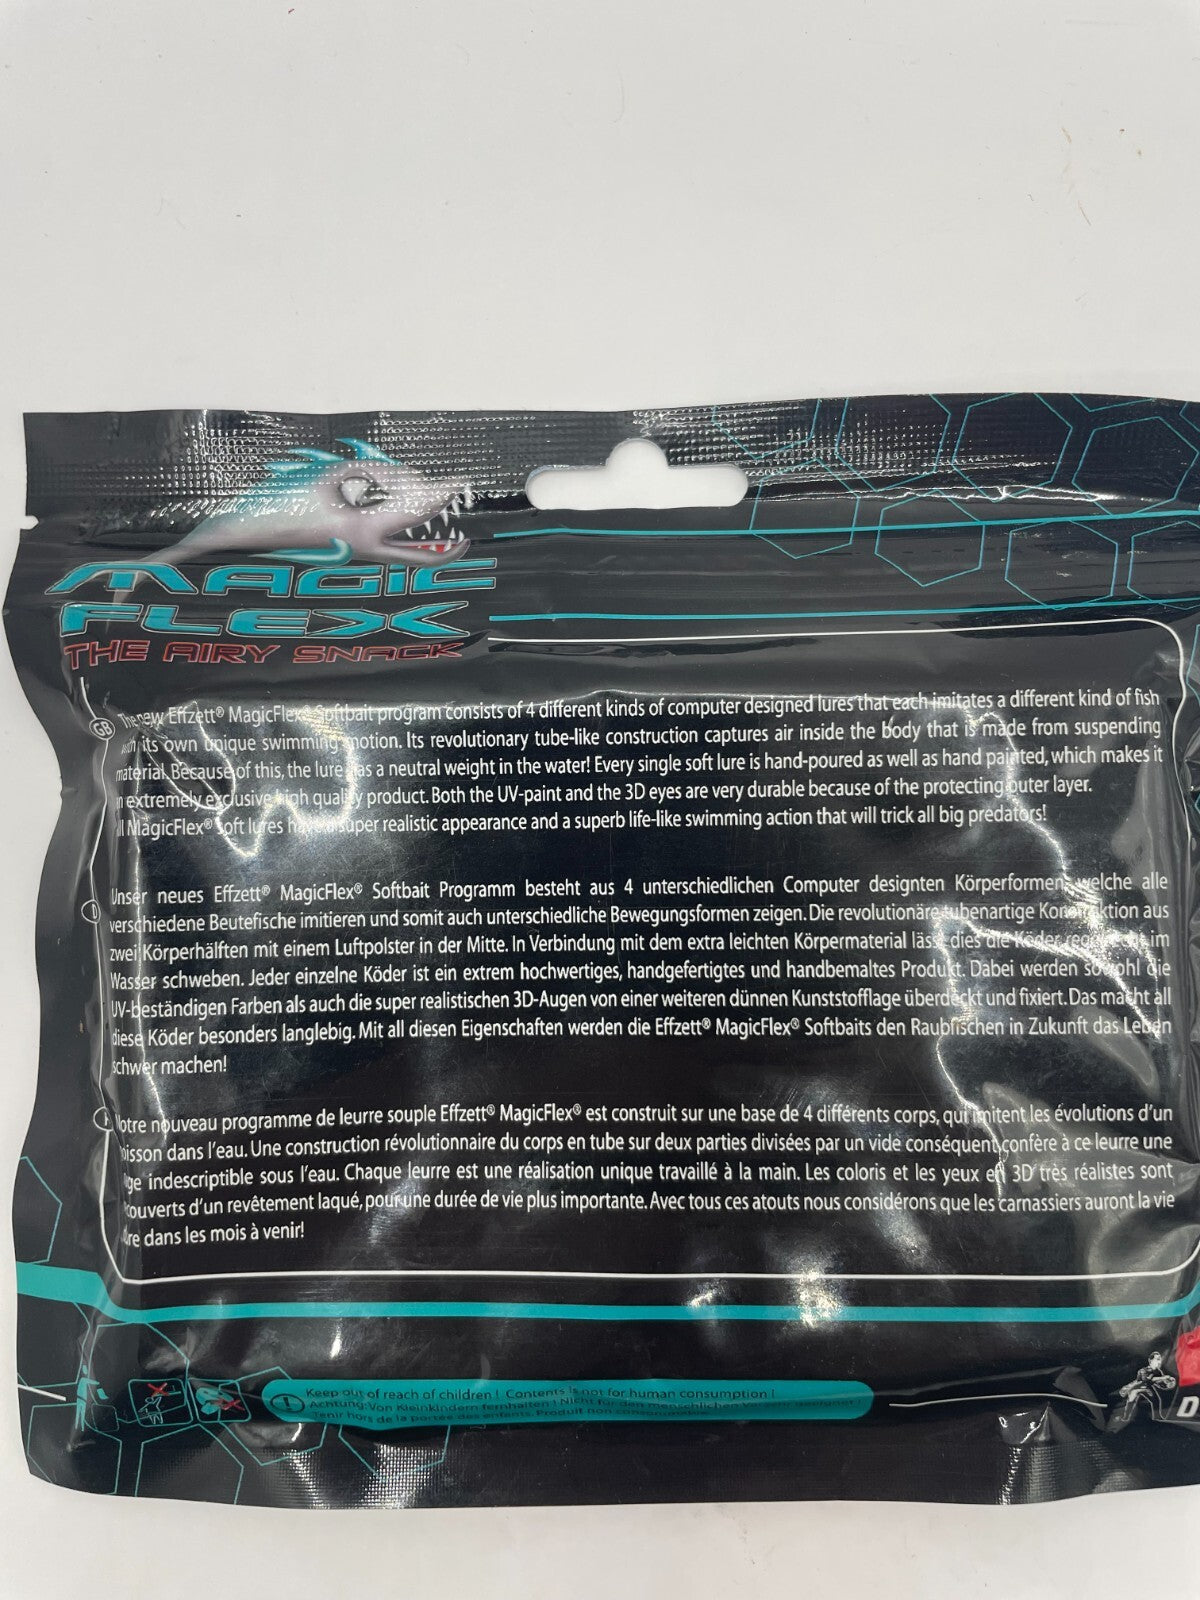 MAGIC
FLEX
THE AIRY SNACK
GB
The new Effzett® MagicFlex® Softbait program consists of 4 different kinds of computer designed lures that each imitates a different kind of fish
with its own unique swimming motion. Its revolutionary tube-like construction captures air inside the body that is made from suspending
material. Because of this, the lure has a neutral weight in the water! Every single soft lure is hand-poured as well as hand painted, which makes it
an extremely exclusive high quality product. Both the UV-paint and the 3D eyes are very durable because of the protecting outer layer.
All MagicFlex® soft lures have a super realistic appearance and a superb life-like swimming action that will trick all big predators!
D
Unser neues Effzett® MagicFlex® Softbait Programm besteht aus 4 unterschiedlichen Computer designten Körperformen, welche alle
verschiedene Beutefische imitieren und somit auch unterschiedliche Bewegungsformen zeigen. Die revolutionäre tubenartige Konstruktion aus
zwei Körperhälften mit einem Luftpolster in der Mitte. In Verbindung mit dem extra leichten Körpermaterial lässt dies die Köder regelrecht im
Wasser schweben. Jeder einzelne Köder ist ein extrem hochwertiges, handgefertigtes und handbemaltes Produkt. Dabei werden sowohl die
UV-beständigen Farben als auch die super realistischen 3D-Augen von einer weiteren dünnen Kunststofflage überdeckt und fixiert. Das macht all
diese Köder besonders langlebig. Mit all diesen Eigenschaften werden die Effzett® MagicFlex® Softbaits den Raubfischen in Zukunft das Leben
schwer machen!
F
Notre nouveau programme de leurre souple Effzett® MagicFlex® est construit sur une base de 4 différents corps, qui imitent les évolutions d'un
poisson dans l'eau. Une construction révolutionnaire du corps en tube sur deux parties divisées par un vide conséquent confère à ce leurre une
nage indescriptible sous l'eau. Chaque leurre est une réalisation unique travaillé à la main. Les coloris et les yeux en 3D très réalistes sont
couverts d'un revêtement laqué, pour une durée de vie plus importante. Avec tous ces atouts nous considérons que les carnassiers auront la vie
dure dans les mois à venir!
Keep out of reach of children ! Contents is not for human consumption !
Achtung: Von Kleinkindern fernhalten ! Nicht für den menschlichen Verzehr geeignet !
Tenir hors de la portée des enfants. Produit non consommable.
D